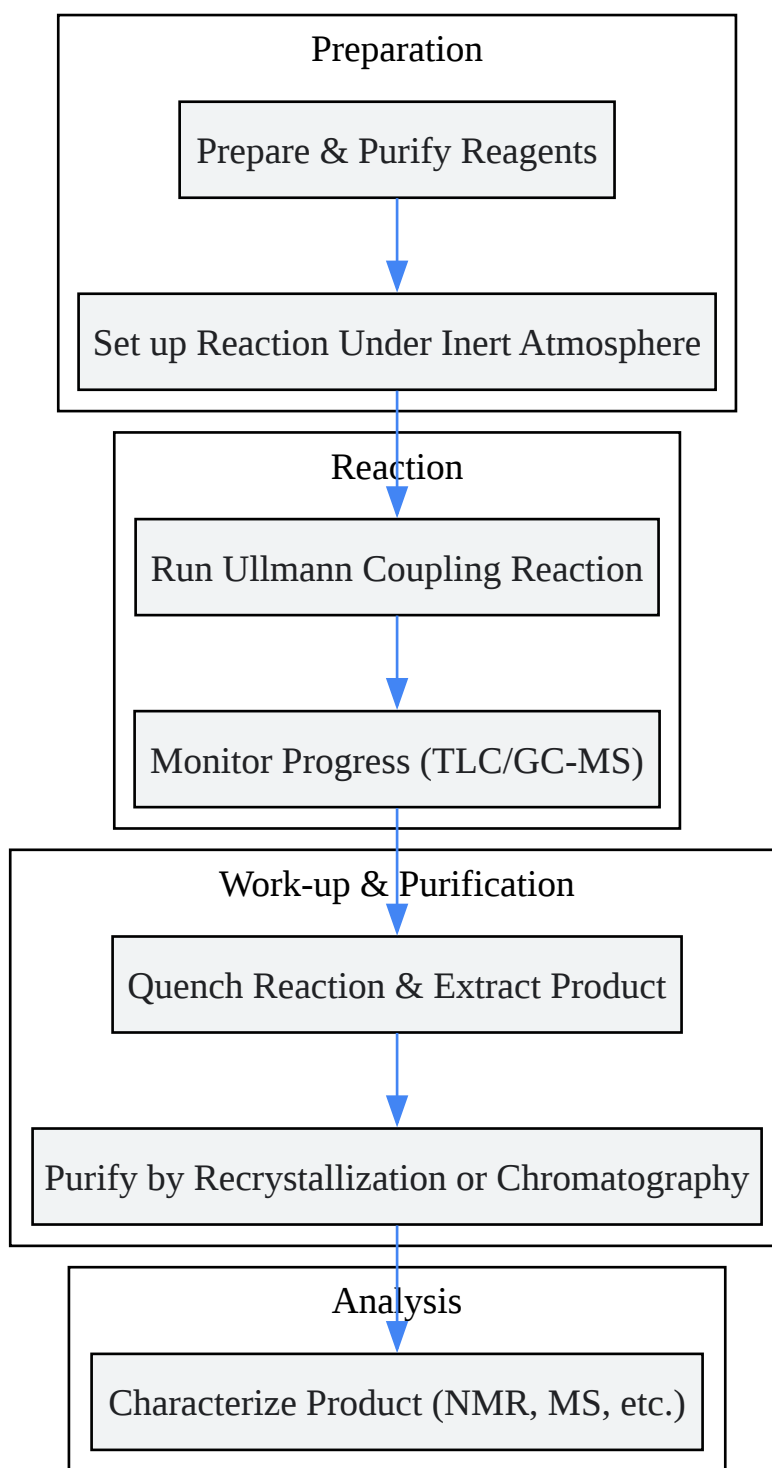 Preparation
Prepare & Purify Reagents
Set up Reaction Under Inert Atmosphere
Reaction
Run Ullmann Coupling Reaction
Monitor Progress (TLC/GC-MS)
Work-up & Purification
Quench Reaction & Extract Product
Purify by Recrystallization or Chromatography
Analysis
Characterize Product (NMR, MS, etc.)